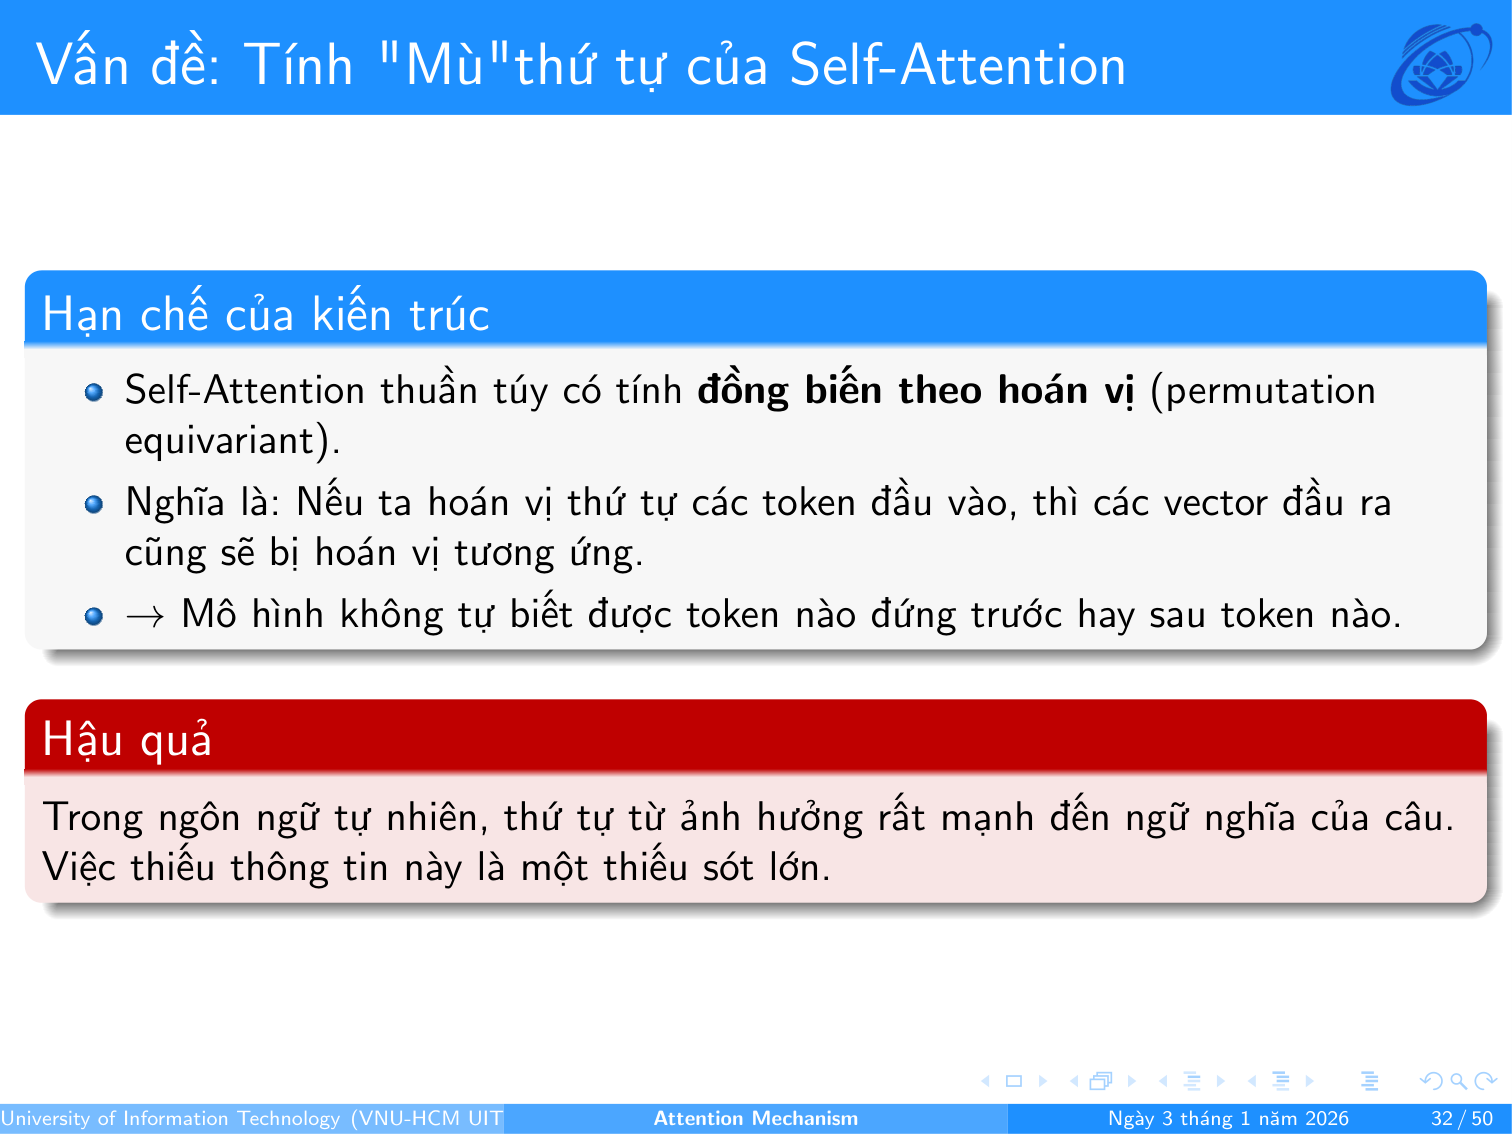 Vấn đề: Tính "Mù"thứ tự của Self-Attention
Hạn chế của kiến trúc
Self-Attention thuần túy có tính đồng biến theo hoán vị (permutation
equivariant).
Nghĩa là: Nếu ta hoán vị thứ tự các token đầu vào, thì các vector đầu ra
cũng sẽ bị hoán vị tương ứng.
→ Mô hình không tự biết được token nào đứng trước hay sau token nào.
Hậu quả
Trong ngôn ngữ tự nhiên, thứ tự từ ảnh hưởng rất mạnh đến ngữ nghĩa của câu.
Việc thiếu thông tin này là một thiếu sót lớn.
University of Information Technology (VNU-HCM UIT
Attention Mechanism
Ngày 3 tháng 1 năm 2026
32 / 50